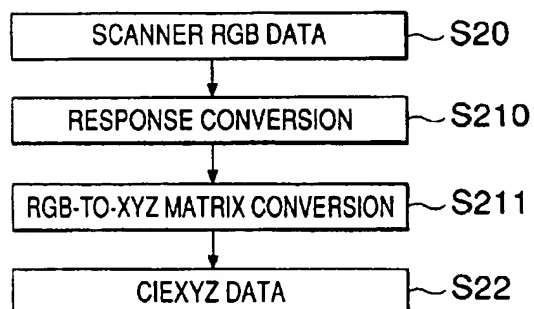 SCANNER RGB DATA S20
RESPONSE CONVERSION S210
RGB-TO-XYZ MATRIX CONVERSION S211
CIEXYZ DATA S22